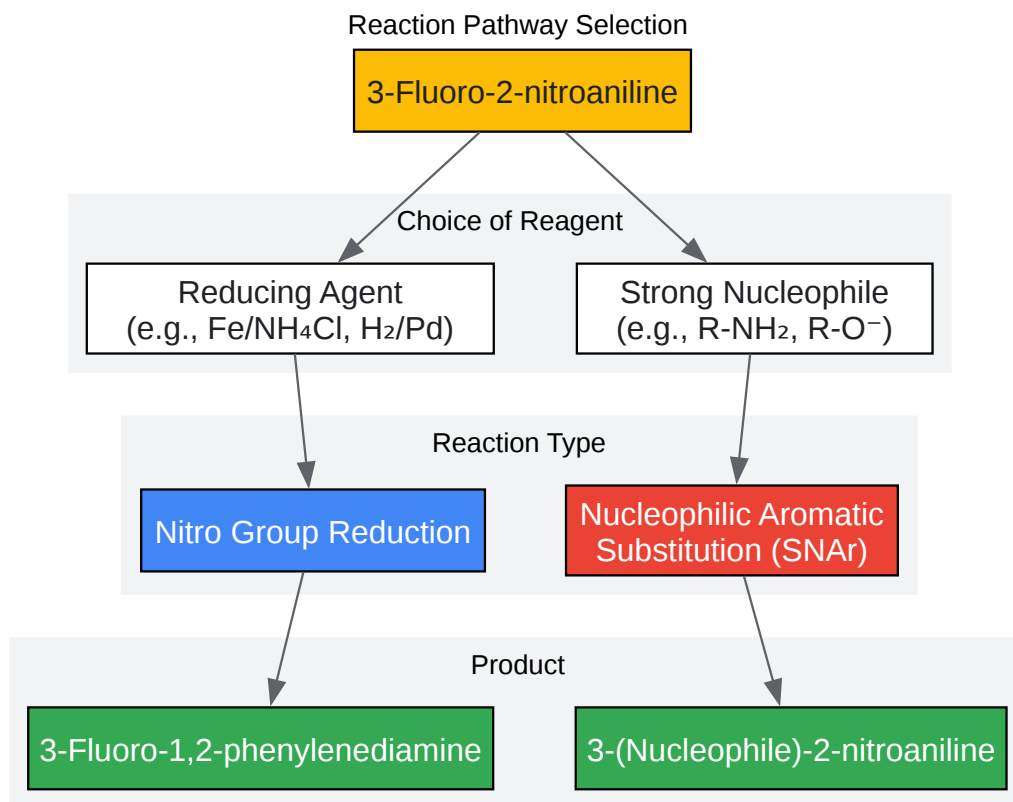 Reaction Pathway Selection
3-Fluoro-2-nitroaniline
Choice of Reagent
Reducing Agent
(e.g., Fe/NH₄Cl, H₂/Pd)
Strong Nucleophile
(e.g., R-NH₂, R-O⁻)
Reaction Type
Nitro Group Reduction
Nucleophilic Aromatic
Substitution (SNAr)
Product
3-Fluoro-1,2-phenylenediamine
3-(Nucleophile)-2-nitroaniline